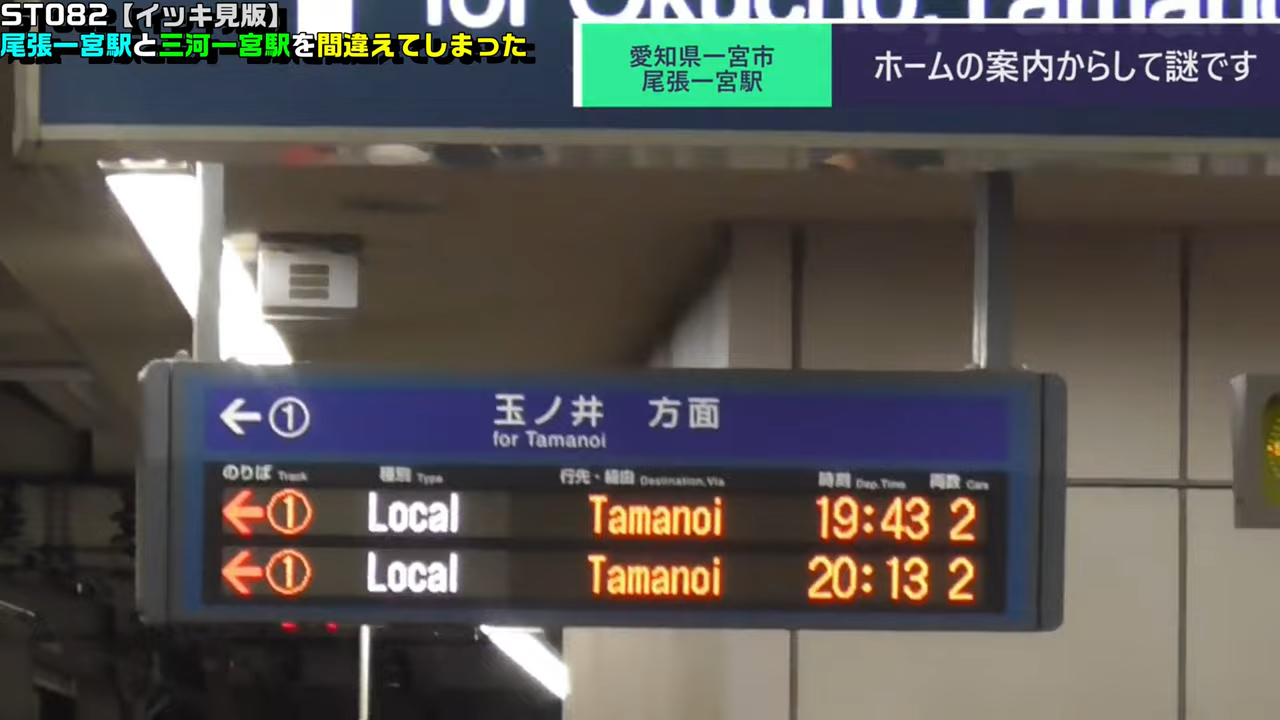 STO82【イッキ見版】
尾張一宮駅と三河一宮駅を間違えてしまった
for Okucho, Tamano
愛知県一宮市
尾張一宮駅
ホームの案内からして謎です
←① 玉ノ井 方面
for Tamanoi
のりば Track 種別 Type 行先・経由 Destination,Via 時刻 Dep.Time 両数 Cars
←① Local Tamanoi 19:43 2
←① Local Tamanoi 20:13 2